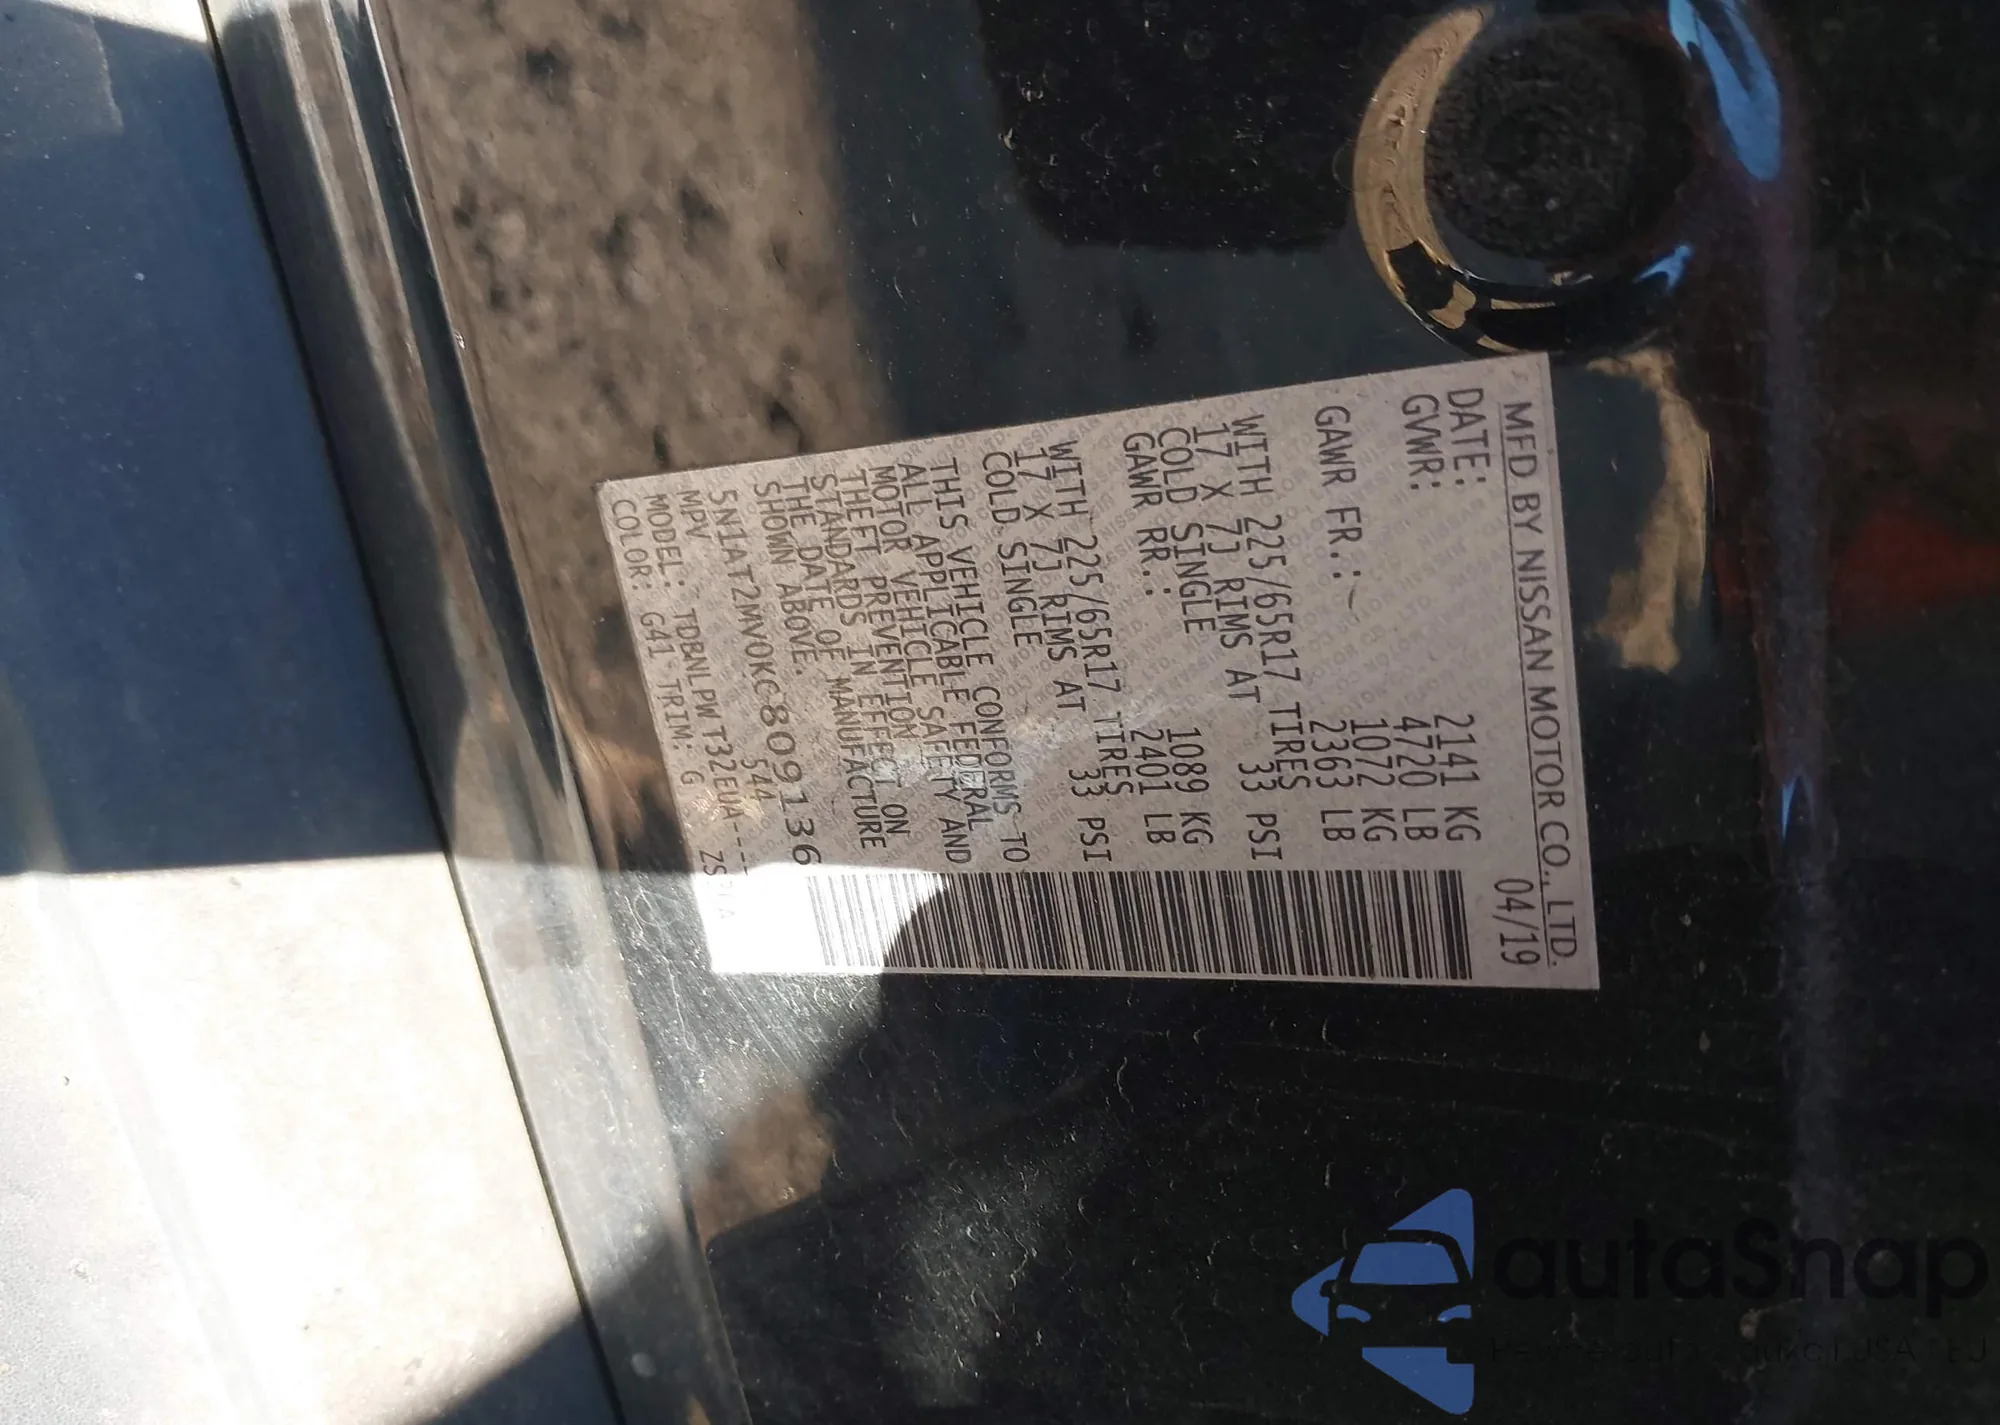 MFD BY NISSAN MOTOR CO., LTD.
DATE: 04/19
GVWR: 2141 KG
4720 LB
GAWR FR.: 1072 KG
2363 LB
WITH 225/65R17 TIRES
17 X 7J RIMS AT 33 PSI
COLD SINGLE
GAWR RR.: 1089 KG
2401 LB
WITH 225/65R17 TIRES
17 X 7J RIMS AT 33 PSI
COLD SINGLE
THIS VEHICLE CONFORMS TO
ALL APPLICABLE FEDERAL
MOTOR VEHICLE SAFETY AND
THEFT PREVENTION
STANDARDS IN EFFECT ON
THE DATE OF MANUFACTURE
SHOWN ABOVE.
5N1AT2MV0KC809136
MPV 544
MODEL: TDBNLPWT32EUA----
COLOR: G41 TRIM: G
autaSnap